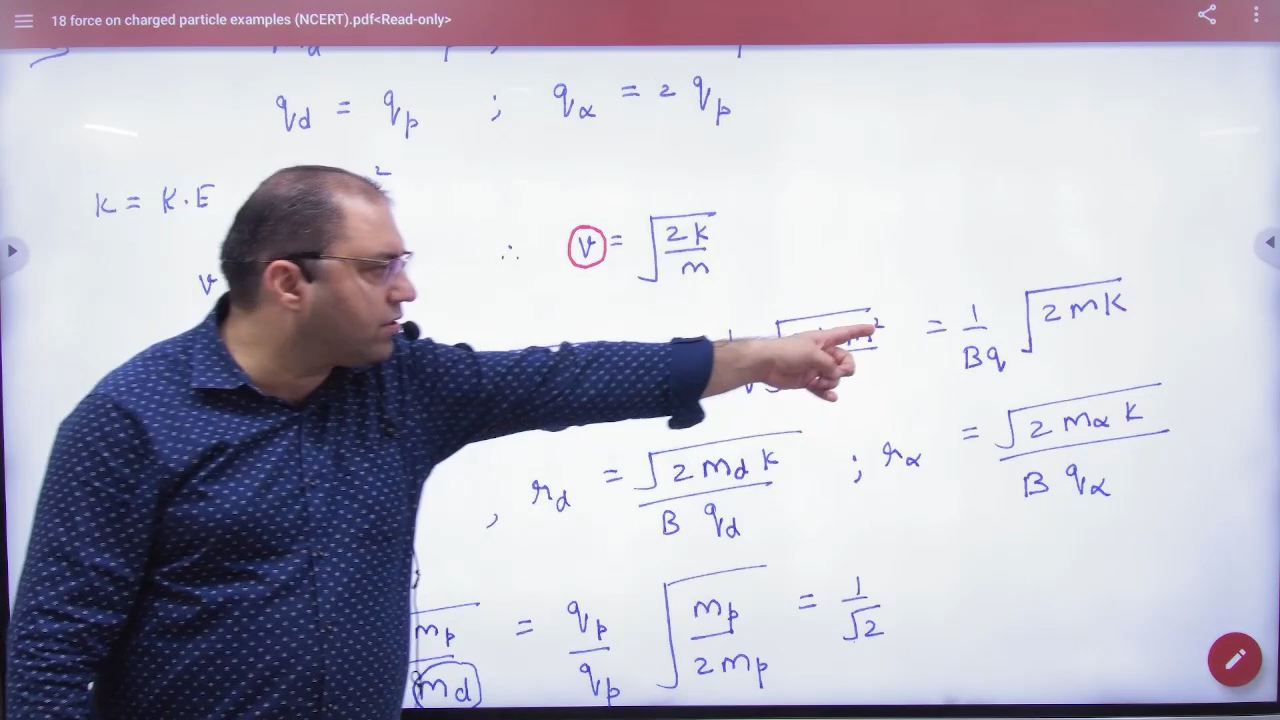 18 force on charged particle examples (NCERT).pdf<Read-only>
q_d = q_p ; q_α = 2 q_p
k = K.E
2
v
∴ v = √(2k/m)
= 1/(Bq) √(2mk)
, r_d = √(2 m_d k) / (B q_d) ; r_α = √(2 m_α k) / (B q_α)
m_p / m_d = q_p / q_p √(m_p / 2m_p) = 1/√2